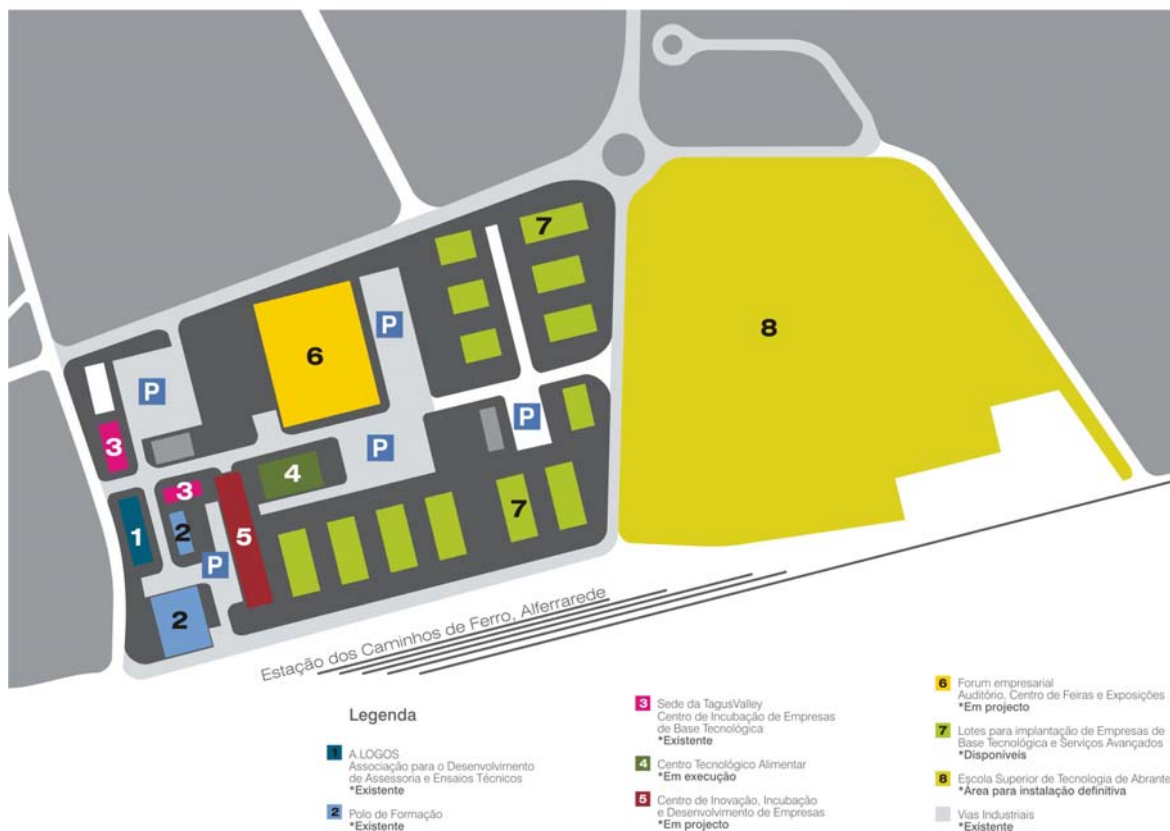 7
8
6
P
P
P
P
3
4
3
1
2
5
7
P
2
Estação dos Caminhos de Ferro, Alferrarede
Legenda
1 A.LOGOS
Associação para o Desenvolvimento
de Assessoria e Ensaios Técnicos
*Existente
2 Polo de Formação
*Existente
3 Sede da TagusValley
Centro de Incubação de Empresas
de Base Tecnológica
*Existente
4 Centro Tecnológico Alimentar
*Em execução
5 Centro de Inovação, Incubação
e Desenvolvimento de Empresas
*Em projecto
6 Forum empresarial
Auditório, Centro de Feiras e Exposições
*Em projecto
7 Lotes para implantação de Empresas de
Base Tecnológica e Serviços Avançados
*Disponíveis
8 Escola Superior de Tecnologia de Abrante
*Área para instalação definitiva
Vias Industriais
*Existente